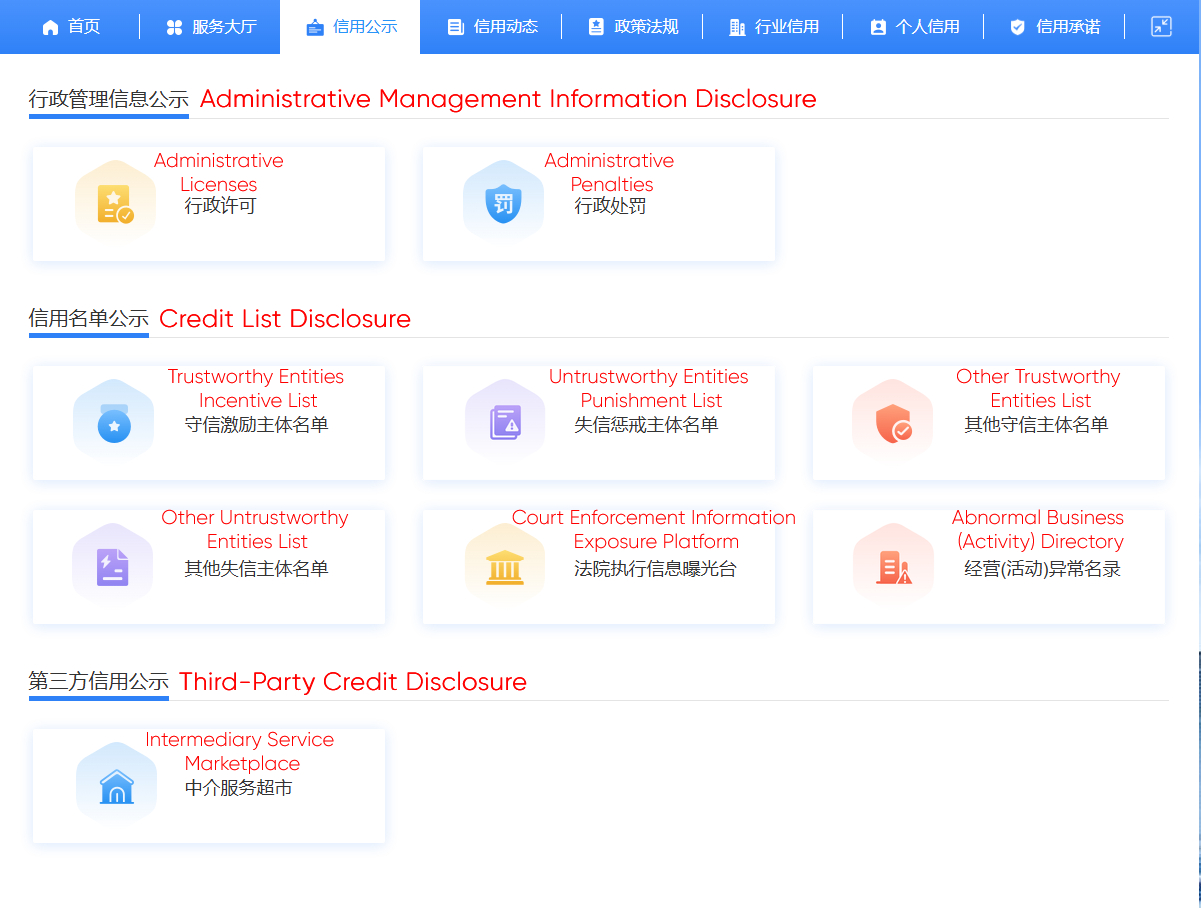 首页
服务大厅
信用公示
信用动态
政策法规
行业信用
个人信用
信用承诺
行政管理信息公示 Administrative Management Information Disclosure
Administrative
Licenses
行政许可
罚
Administrative
Penalties
行政处罚
信用名单公示 Credit List Disclosure
Trustworthy Entities
Incentive List
守信激励主体名单
Untrustworthy Entities
Punishment List
失信惩戒主体名单
Other Trustworthy
Entities List
其他守信主体名单
Other Untrustworthy
Entities List
其他失信主体名单
Court Enforcement Information
Exposure Platform
法院执行信息曝光台
Abnormal Business
(Activity) Directory
经营(活动)异常名录
第三方信用公示 Third-Party Credit Disclosure
Intermediary Service
Marketplace
中介服务超市